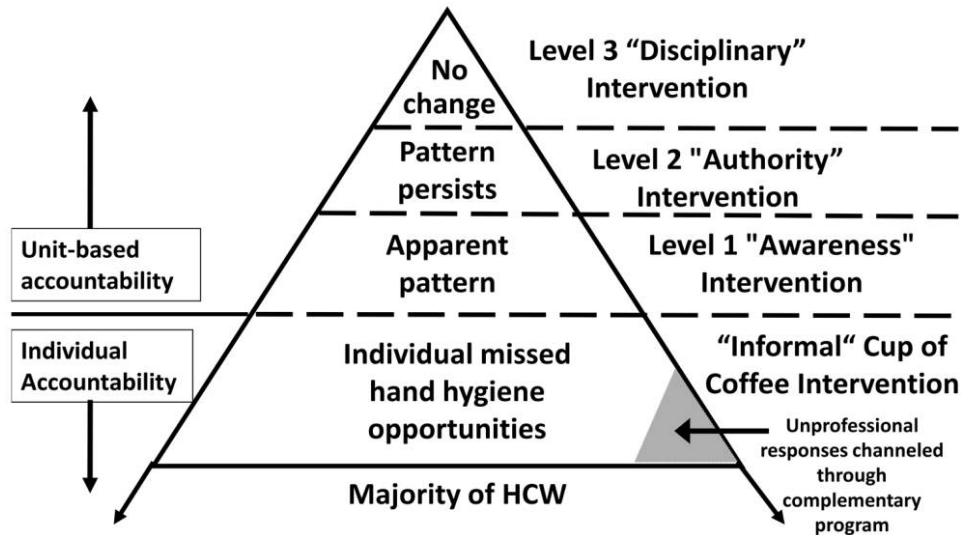 No
change
Level 3 “Disciplinary”
Intervention
Pattern
persists
Level 2 "Authority”
Intervention
Unit-based
accountability
Apparent
pattern
Level 1 "Awareness"
Intervention
Individual
Accountability
Individual missed
hand hygiene
opportunities
“Informal“ Cup of
Coffee Intervention
Unprofessional
responses channeled
through
complementary
program
Majority of HCW